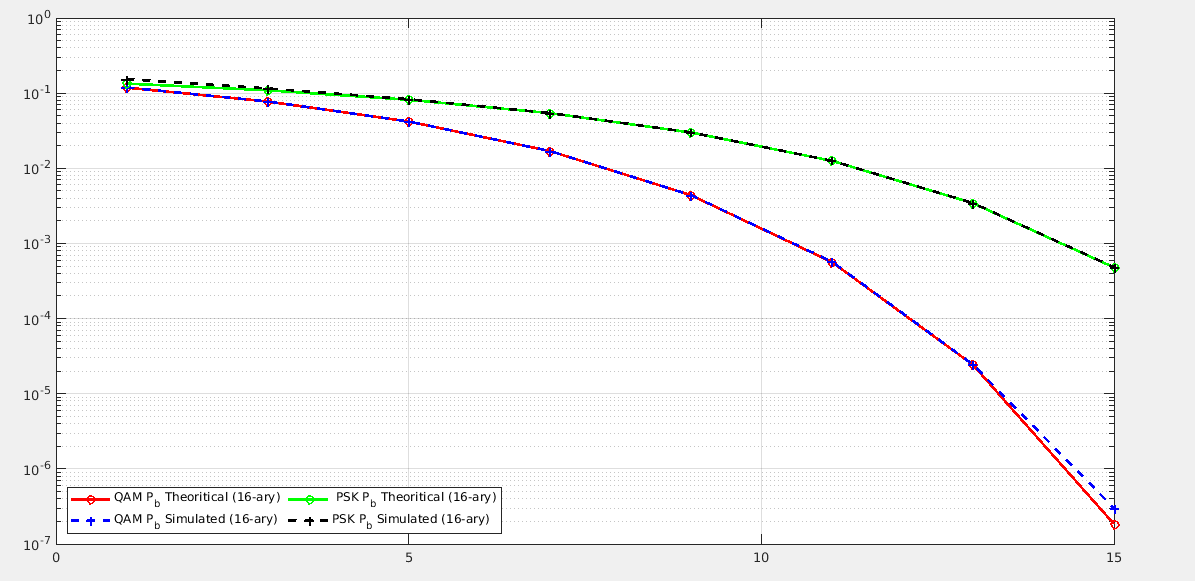 10^0
10^-1
10^-2
10^-3
10^-4
10^-5
10^-6
10^-7
QAM P_b Theoritical (16-ary) PSK P_b Theoritical (16-ary)
QAM P_b Simulated (16-ary) PSK P_b Simulated (16-ary)
0 5 10 15